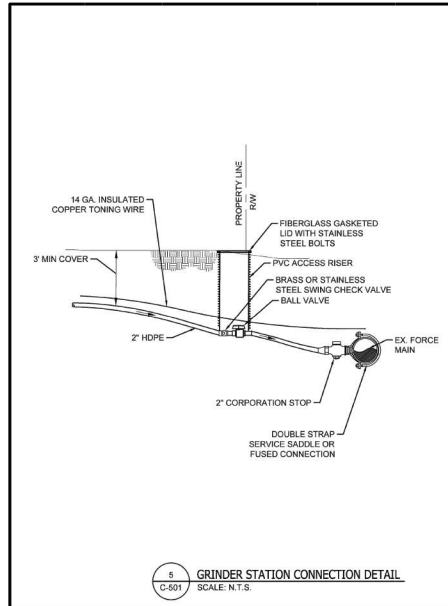 PROPERTY LINE
R/W
14 GA. INSULATED
COPPER TONING WIRE
FIBERGLASS GASKETED
LID WITH STAINLESS
STEEL BOLTS
3' MIN COVER
PVC ACCESS RISER
BRASS OR STAINLESS
STEEL SWING CHECK VALVE
BALL VALVE
2" HDPE
EX. FORCE
MAIN
2" CORPORATION STOP
DOUBLE STRAP
SERVICE SADDLE OR
FUSED CONNECTION
5
C-501
GRINDER STATION CONNECTION DETAIL
SCALE: N.T.S.